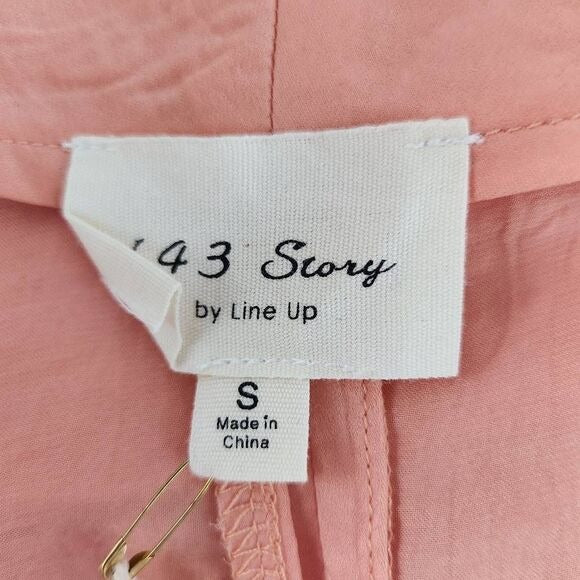 143 Story
by Line Up
S
Made in
China